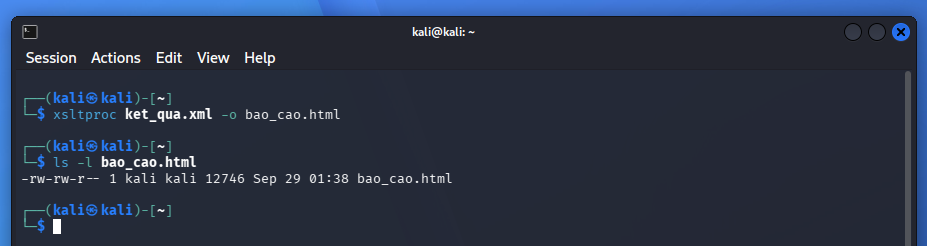 kali@kali: ~
Session Actions Edit View Help
┌──(kali㉿kali)-[~]
└─$ xsltproc ket_qua.xml -o bao_cao.html
┌──(kali㉿kali)-[~]
└─$ ls -l bao_cao.html
-rw-rw-r-- 1 kali kali 12746 Sep 29 01:38 bao_cao.html
┌──(kali㉿kali)-[~]
└─$